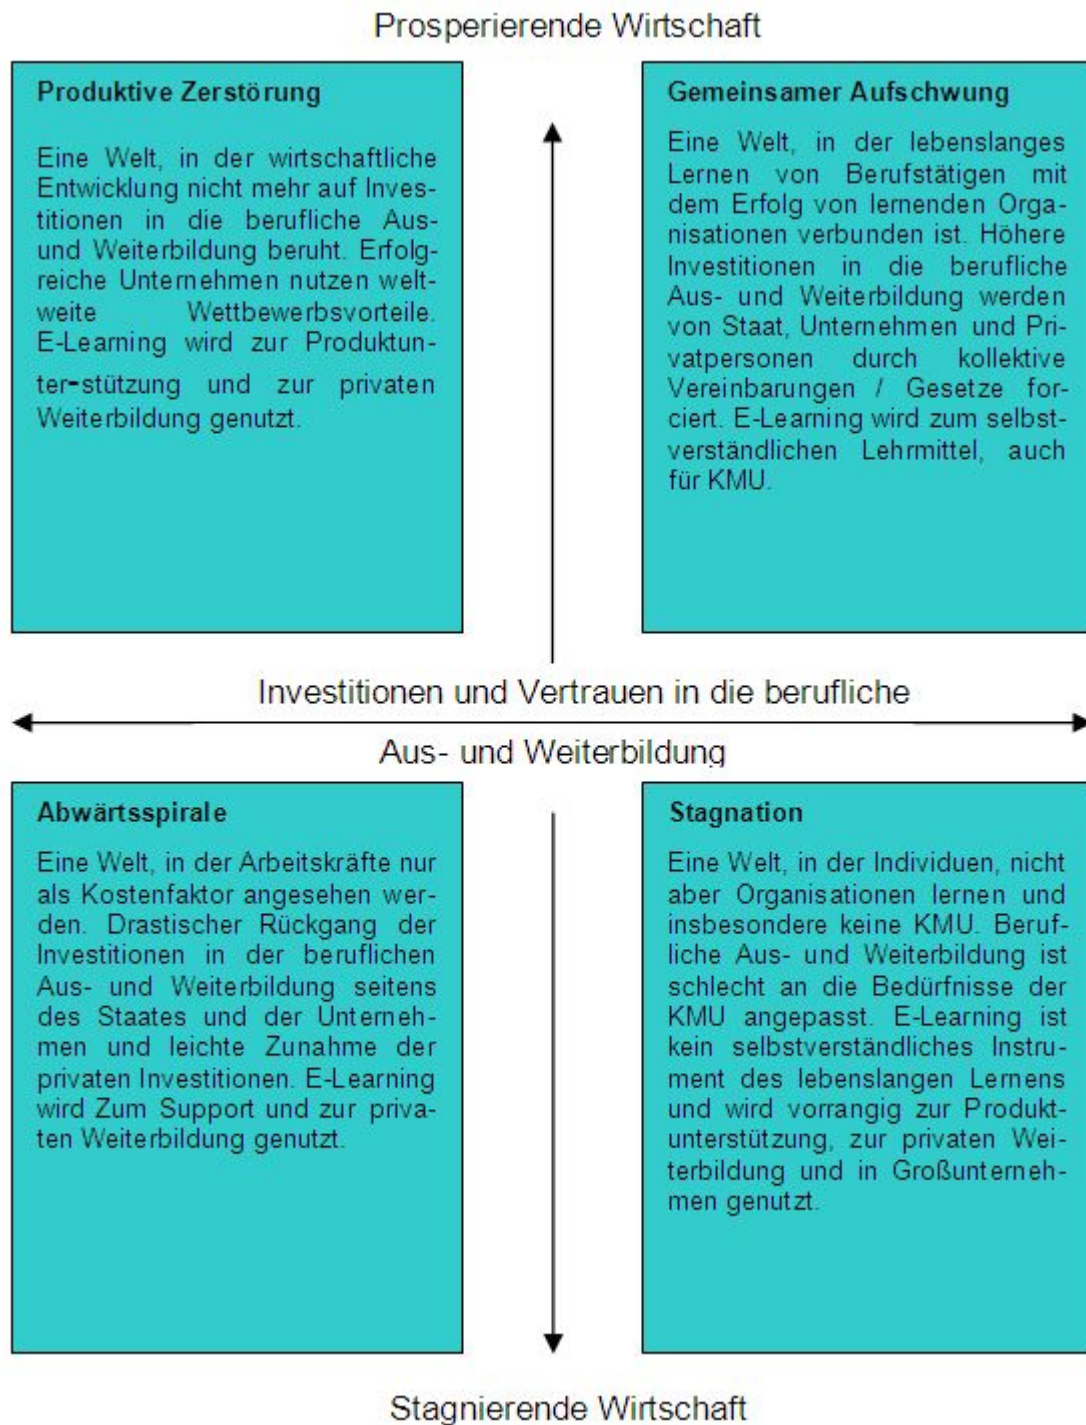 Prosperierende Wirtschaft
Produktive Zerstörung
Eine Welt, in der wirtschaftliche
Entwicklung nicht mehr auf Inves-
titionen in die berufliche Aus-
und Weiterbildung beruht. Erfolg-
reiche Unternehmen nutzen welt-
weite Wettbewerbsvorteile.
E-Learning wird zur Produktun-
ter-stützung und zur privaten
Weiterbildung genutzt.
Gemeinsamer Aufschwung
Eine Welt, in der lebenslanges
Lernen von Berufstätigen mit
dem Erfolg von lernenden Orga-
nisationen verbunden ist. Höhere
Investitionen in die berufliche
Aus- und Weiterbildung werden
von Staat, Unternehmen und Pri-
vatpersonen durch kollektive
Vereinbarungen / Gesetze for-
ciert. E-Learning wird zum selbst-
verständlichen Lehrmittel, auch
für KMU.
Investitionen und Vertrauen in die berufliche
Aus- und Weiterbildung
Abwärtsspirale
Eine Welt, in der Arbeitskräfte nur
als Kostenfaktor angesehen wer-
den. Drastischer Rückgang der
Investitionen in der beruflichen
Aus- und Weiterbildung seitens
des Staates und der Unterneh-
men und leichte Zunahme der
privaten Investitionen. E-Learning
wird Zum Support und zur priva-
ten Weiterbildung genutzt.
Stagnation
Eine Welt, in der Individuen, nicht
aber Organisationen lernen und
insbesondere keine KMU. Beruf-
liche Aus- und Weiterbildung ist
schlecht an die Bedürfnisse der
KMU angepasst. E-Learning ist
kein selbstverständliches Instru-
ment des lebenslangen Lernens
und wird vorrangig zur Produkt-
unterstützung, zur privaten Wei-
terbildung und in Großunterneh-
men genutzt.
Stagnierende Wirtschaft